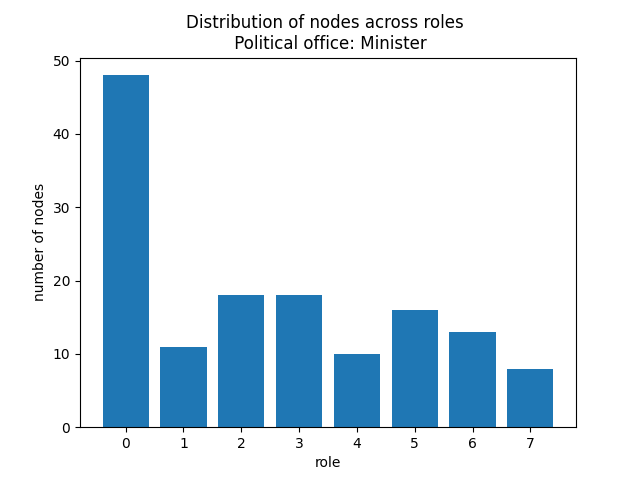 Distribution of nodes across roles
Political office: Minister
50
40
30
20
10
0
number of nodes
0 1 2 3 4 5 6 7
role